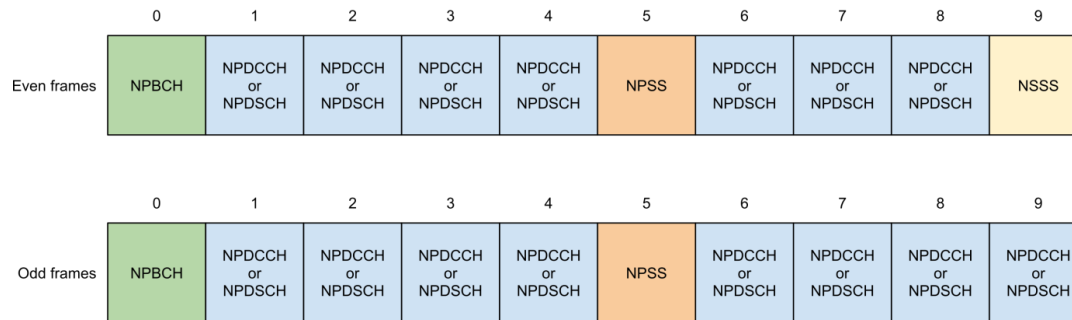 0 1 2 3 4 5 6 7 8 9
Even frames
NPBCH
NPDCCH
or
NPDSCH
NPDCCH
or
NPDSCH
NPDCCH
or
NPDSCH
NPDCCH
or
NPDSCH
NPSS
NPDCCH
or
NPDSCH
NPDCCH
or
NPDSCH
NPDCCH
or
NPDSCH
NSSS
0 1 2 3 4 5 6 7 8 9
Odd frames
NPBCH
NPDCCH
or
NPDSCH
NPDCCH
or
NPDSCH
NPDCCH
or
NPDSCH
NPDCCH
or
NPDSCH
NPSS
NPDCCH
or
NPDSCH
NPDCCH
or
NPDSCH
NPDCCH
or
NPDSCH
NPDCCH
or
NPDSCH